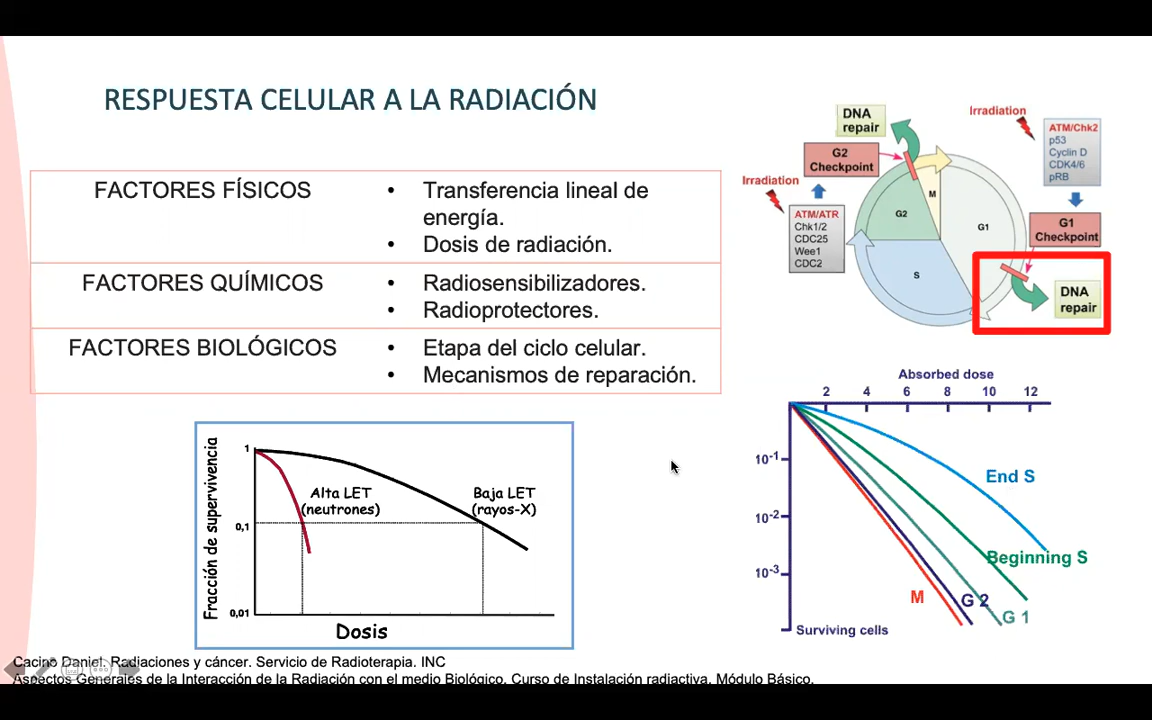 RESPUESTA CELULAR A LA RADIACIÓN
FACTORES FÍSICOS
• Transferencia lineal de
energía.
• Dosis de radiación.
FACTORES QUÍMICOS
• Radiosensibilizadores.
• Radioprotectores.
FACTORES BIOLÓGICOS
• Etapa del ciclo celular.
• Mecanismos de reparación.
DNA
repair
Irradiation
G2
Checkpoint
ATM/Chk2
p53
Cyclin D
CDK4/6
pRB
Irradiation
ATM/ATR
Chk1/2
CDC25
Wee1
CDC2
M
G2
G1
S
G1
Checkpoint
DNA
repair
Fracción de supervivencia
1
0,1
0,01
Alta LET
(neutrones)
Baja LET
(rayos-X)
Dosis
Absorbed dose
2 4 6 8 10 12
10-1
10-2
10-3
End S
Beginning S
M
G 2
G 1
Surviving cells
Cacino Daniel. Radiaciones y cáncer. Servicio de Radioterapia. INC
Aspectos Generales de la Interacción de la Radiación con el medio Biológico. Curso de Instalación radiactiva. Módulo Básico.